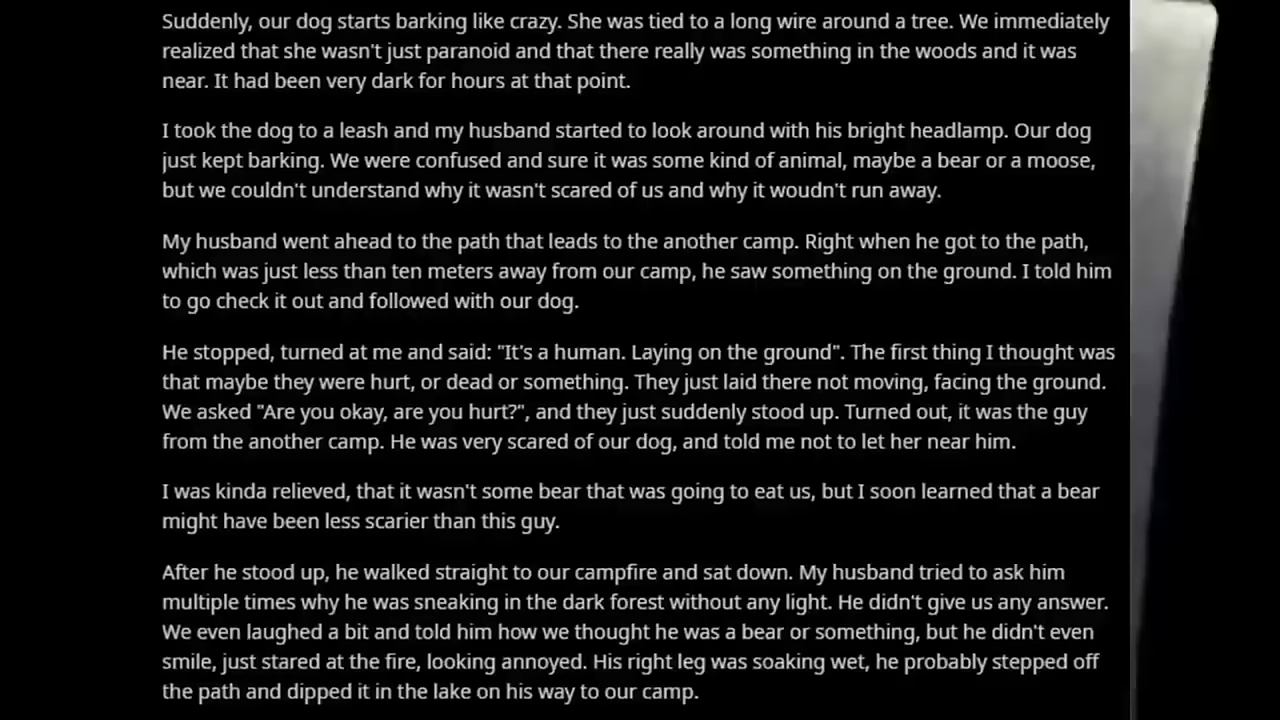 Suddenly, our dog starts barking like crazy. She was tied to a long wire around a tree. We immediately
realized that she wasn't just paranoid and that there really was something in the woods and it was
near. It had been very dark for hours at that point.
I took the dog to a leash and my husband started to look around with his bright headlamp. Our dog
just kept barking. We were confused and sure it was some kind of animal, maybe a bear or a moose,
but we couldn't understand why it wasn't scared of us and why it woudn't run away.
My husband went ahead to the path that leads to the another camp. Right when he got to the path,
which was just less than ten meters away from our camp, he saw something on the ground. I told him
to go check it out and followed with our dog.
He stopped, turned at me and said: "It's a human. Laying on the ground". The first thing I thought was
that maybe they were hurt, or dead or something. They just laid there not moving, facing the ground.
We asked "Are you okay, are you hurt?", and they just suddenly stood up. Turned out, it was the guy
from the another camp. He was very scared of our dog, and told me not to let her near him.
I was kinda relieved, that it wasn't some bear that was going to eat us, but I soon learned that a bear
might have been less scarier than this guy.
After he stood up, he walked straight to our campfire and sat down. My husband tried to ask him
multiple times why he was sneaking in the dark forest without any light. He didn't give us any answer.
We even laughed a bit and told him how we thought he was a bear or something, but he didn't even
smile, just stared at the fire, looking annoyed. His right leg was soaking wet, he probably stepped off
the path and dipped it in the lake on his way to our camp.